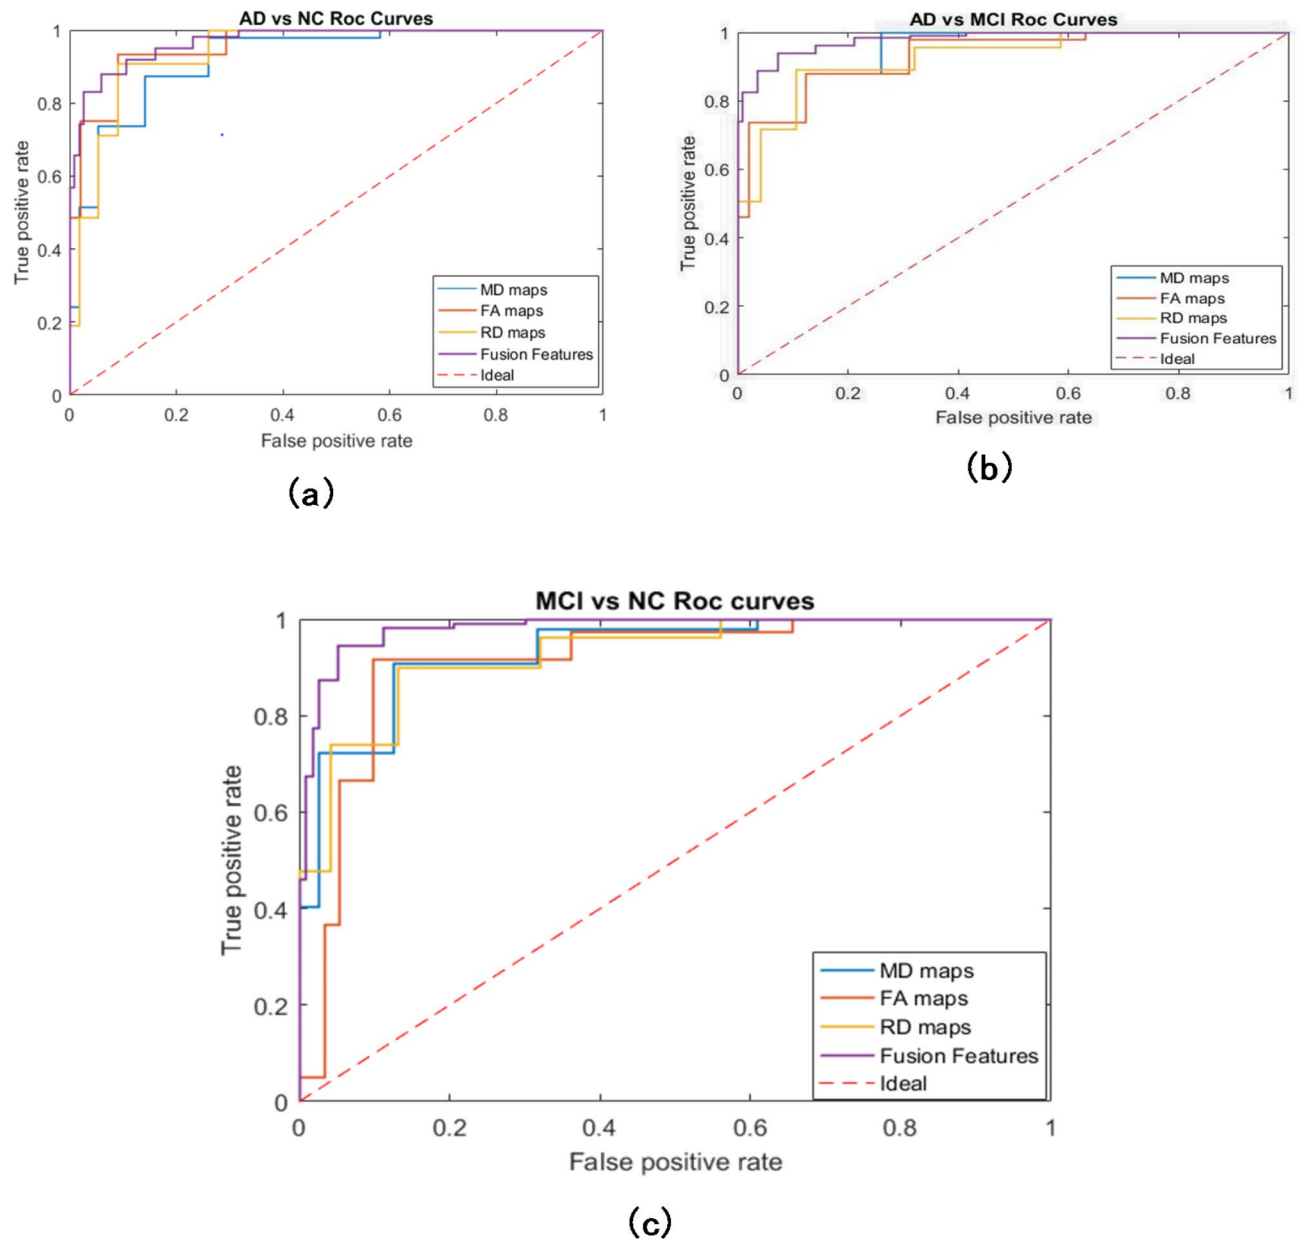 AD vs NC Roc Curves
1
0.8
0.6
0.4
0.2
0
True positive rate
MD maps
FA maps
RD maps
Fusion Features
Ideal
0 0.2 0.4 0.6 0.8 1
False positive rate
(a)
AD vs MCI Roc Curves
1
0.8
0.6
0.4
0.2
0
True positive rate
MD maps
FA maps
RD maps
Fusion Features
Ideal
0 0.2 0.4 0.6 0.8 1
False positive rate
(b)
MCI vs NC Roc curves
1
0.8
0.6
0.4
0.2
0
True positive rate
MD maps
FA maps
RD maps
Fusion Features
Ideal
0 0.2 0.4 0.6 0.8 1
False positive rate
(c)